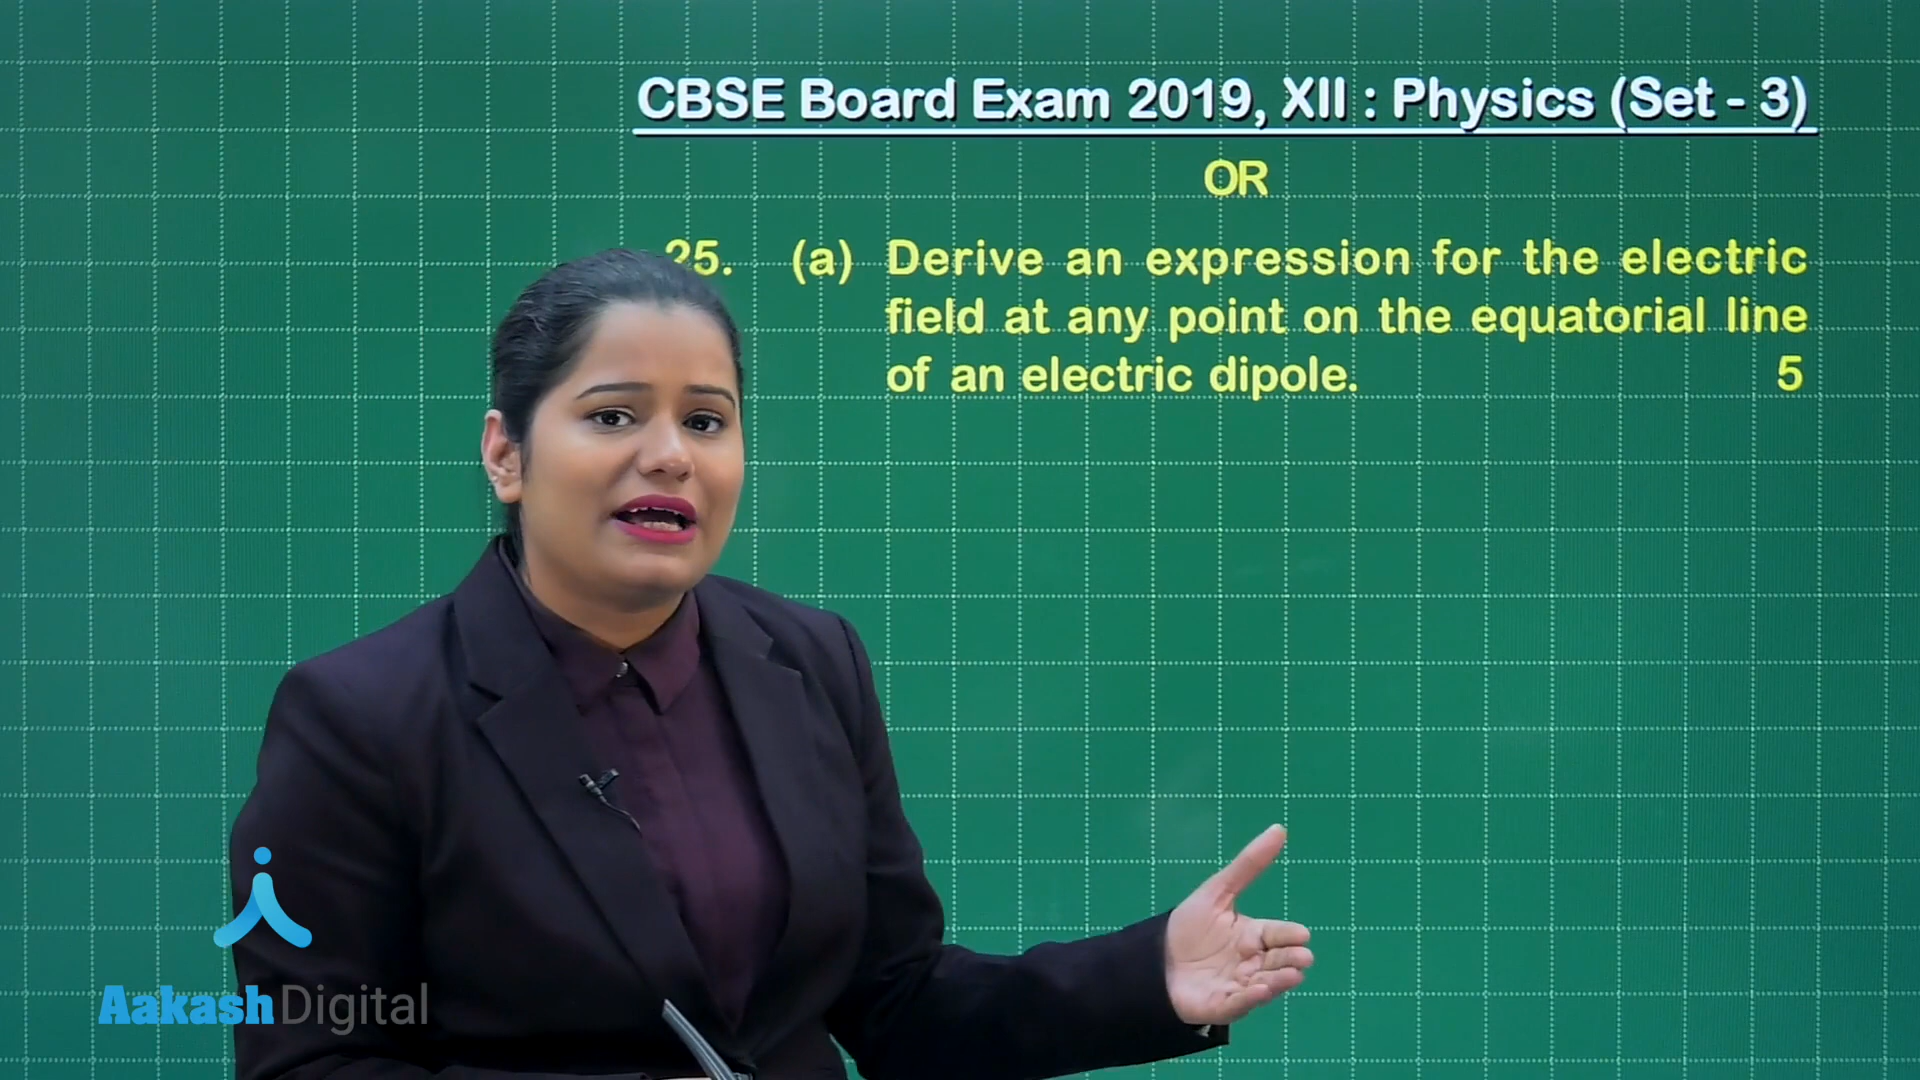 CBSE Board Exam 2019, XII : Physics (Set - 3)
OR
25. (a) Derive an expression for the electric
field at any point on the equatorial line
of an electric dipole. 5
Aakash Digital